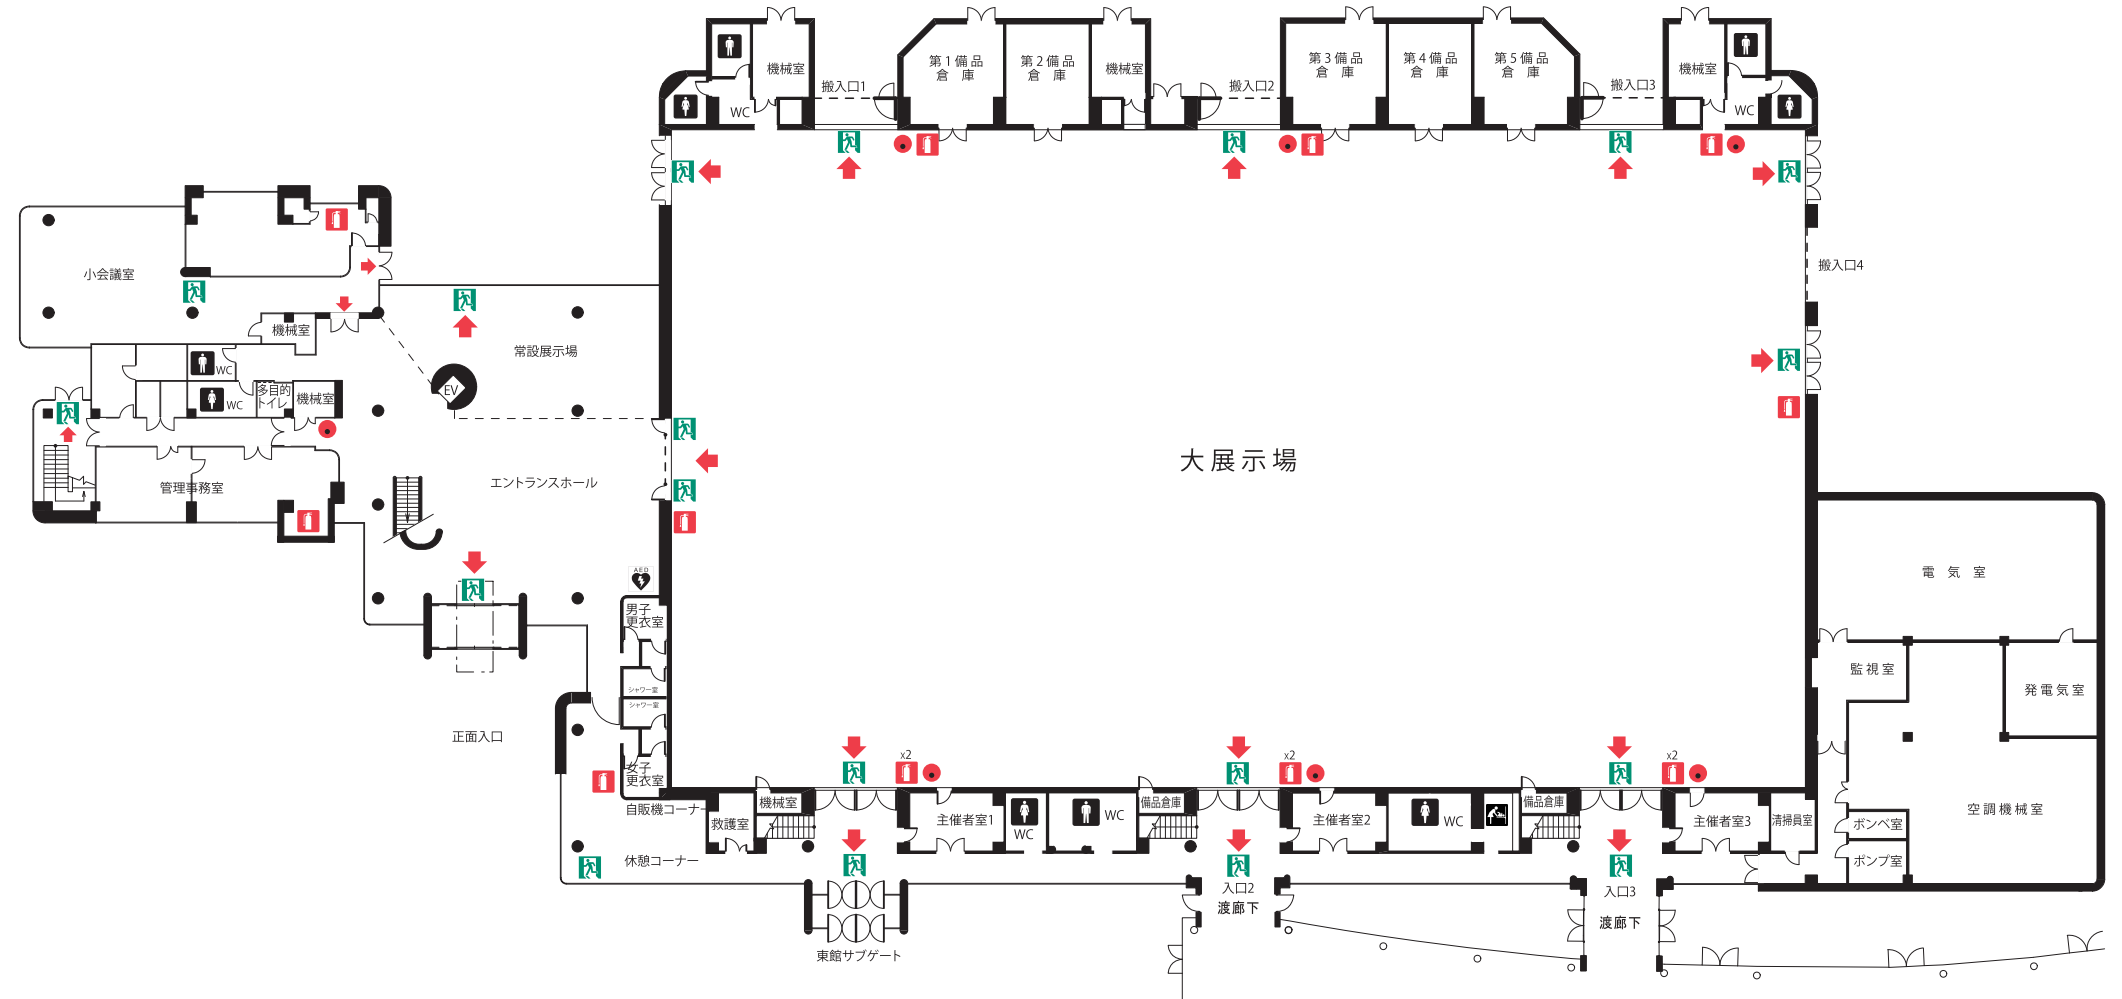 機械室
第1備品
倉 庫
第2備品
倉 庫
機械室
第3備品
倉 庫
第4備品
倉 庫
第5備品
倉 庫
機械室
搬入口1
搬入口2
搬入口3
WC
WC
搬入口4
小会議室
機械室
常設展示場
WC
EV
多目的
トイレ
WC
機械室
大展示場
エントランスホール
管理事務室
AED
電気室
男子
更衣室
監視室
発電気室
シャワー室
シャワー室
正面入口
女子
更衣室
x2
x2
x2
自販機コーナー
機械室
救護室
主催者室1
WC
WC
備品倉庫
主催者室2
WC
備品倉庫
主催者室3
清掃員室
空調機械室
ボンベ室
ポンプ室
休憩コーナー
入口2
渡廊下
入口3
渡廊下
東館サブゲート